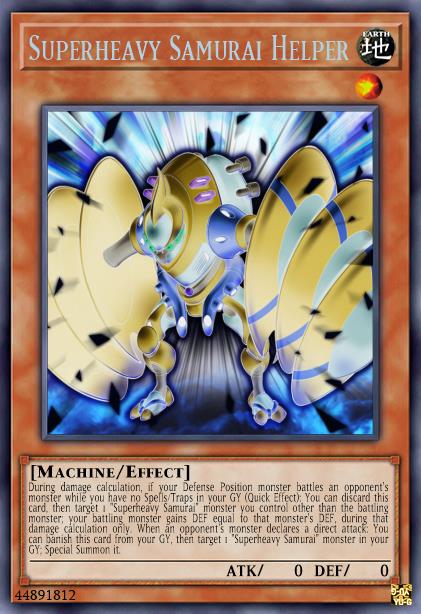 SUPERHEAVY SAMURAI HELPER
EARTH
地
[MACHINE/EFFECT]
During damage calculation, if your Defense Position monster battles an opponent's
monster while you have no Spells/Traps in your GY (Quick Effect): You can discard
this card, then target 1 "Superheavy Samurai" monster you control other than the battling
monster; your battling monster gains DEF equal to that monster's DEF, during that
damage calculation only. When an opponent's monster declares a direct attack: You
can banish this card from your GY, then target 1 "Superheavy Samurai" monster in your
GY; Special Summon it.
ATK/ 0 DEF/ 0
44891812